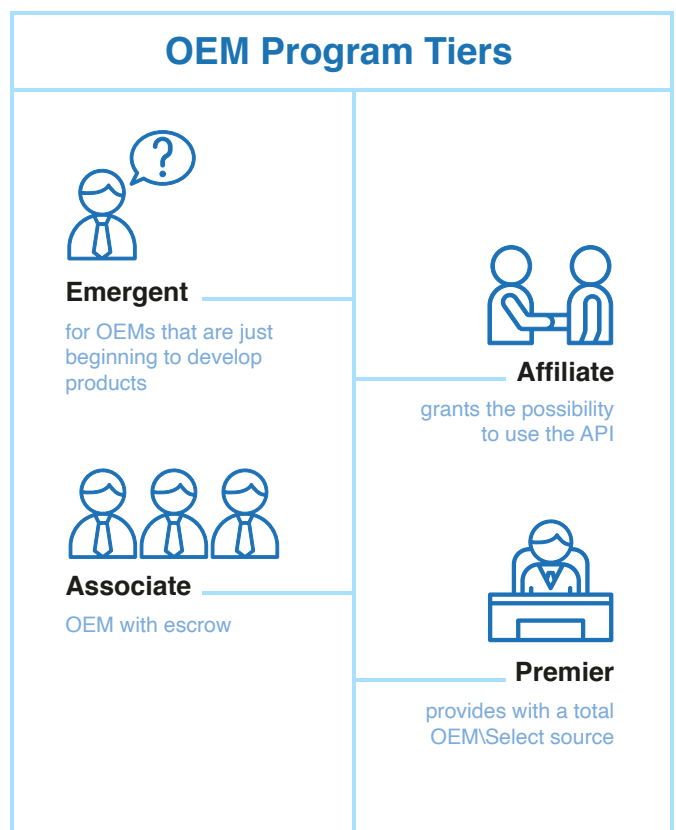 OEM Program Tiers
?
Emergent
for OEMs that are just
beginning to develop
products
Affiliate
grants the possibility
to use the API
Associate
OEM with escrow
Premier
provides with a total
OEM\Select source